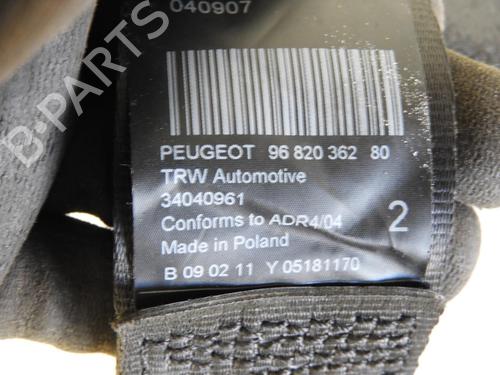 040907
PEUGEOT 96 820 362 80
TRW Automotive
34040961
Conforms to ADR4/04
2
Made in Poland
B 09 02 11 Y 05181170
B-PARTS